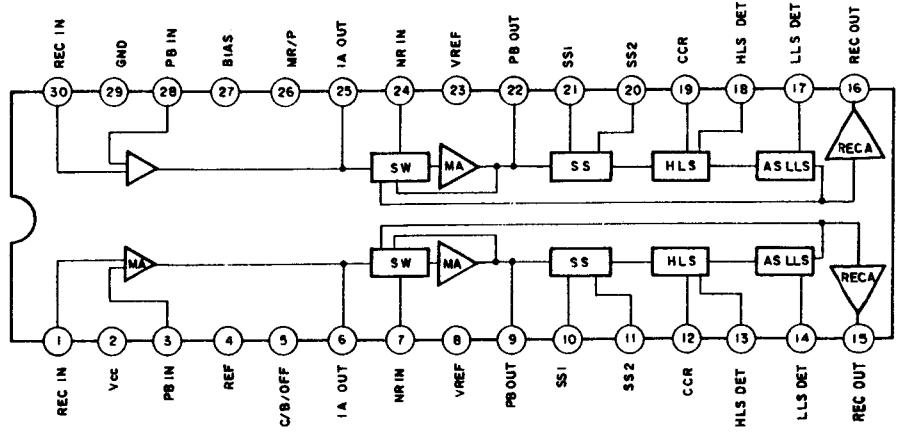 REC IN GND PB IN BIAS MR/P IA OUT NR IN VREF PB OUT SS1 SS2 CCR HLS DET LLS DET REC OUT
30 29 28 27 26 25 24 23 22 21 20 19 18 17 16
SW MA SS HLS AS LLS REC A
MA SW MA SS HLS AS LLS REC A
1 2 3 4 5 6 7 8 9 10 11 12 13 14 15
REC IN Vcc PB IN REF C/B/OFF IA OUT NR IN VREF PB OUT SS1 SS2 CCR HLS DET LLS DET REC OUT